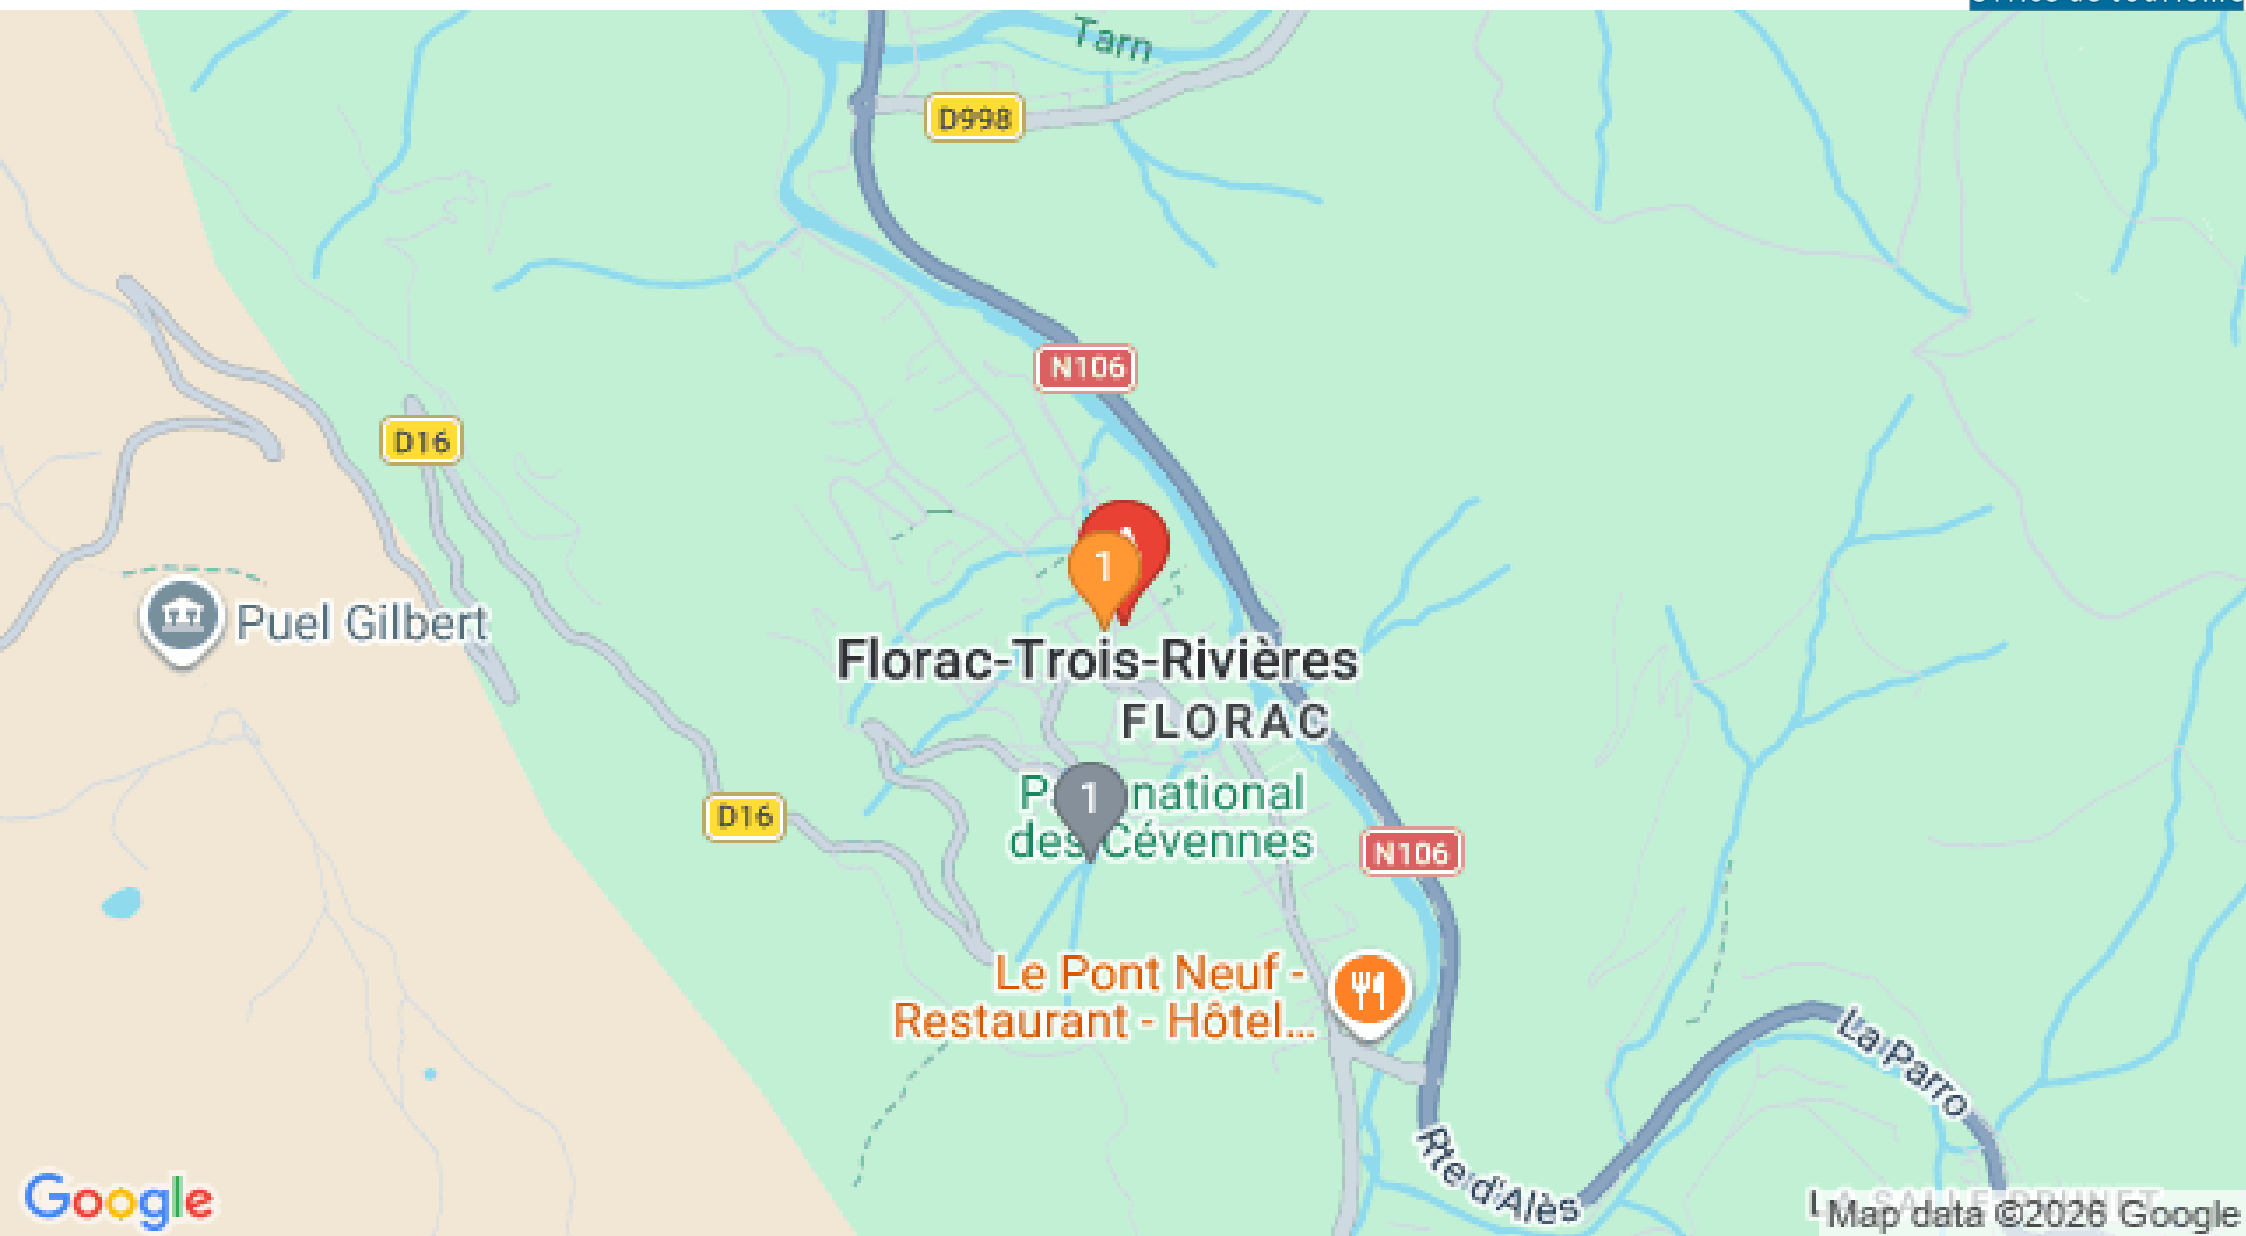 Tarn
D998
N106
D16
1
Puel Gilbert
Florac-Trois-Rivières
FLORAC
1
national
des Cévennes
D16
N106
Le Pont Neuf -
Restaurant - Hôtel...
La Parro
Rte d'Alès
Google
Map data ©2026 Google